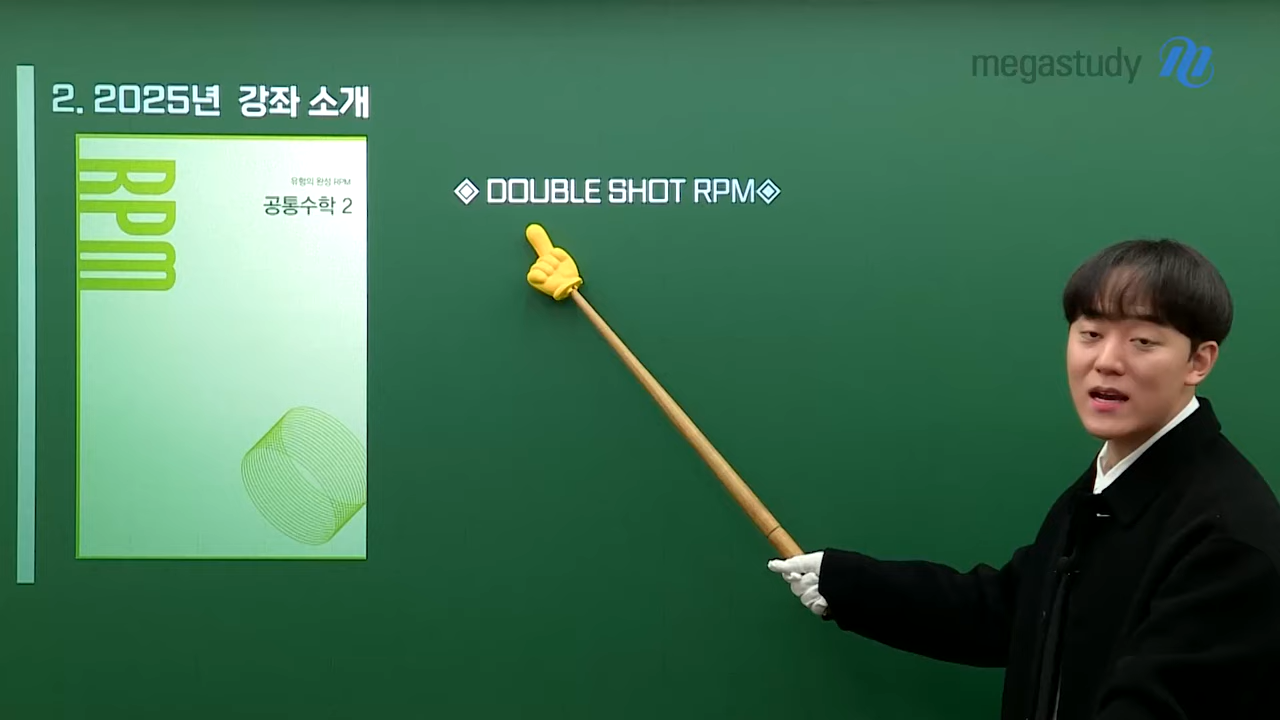 megastudy
2. 2025년 강좌 소개
RPM
유형의 완성 RPM
공통수학 2
DOUBLE SHOT RPM